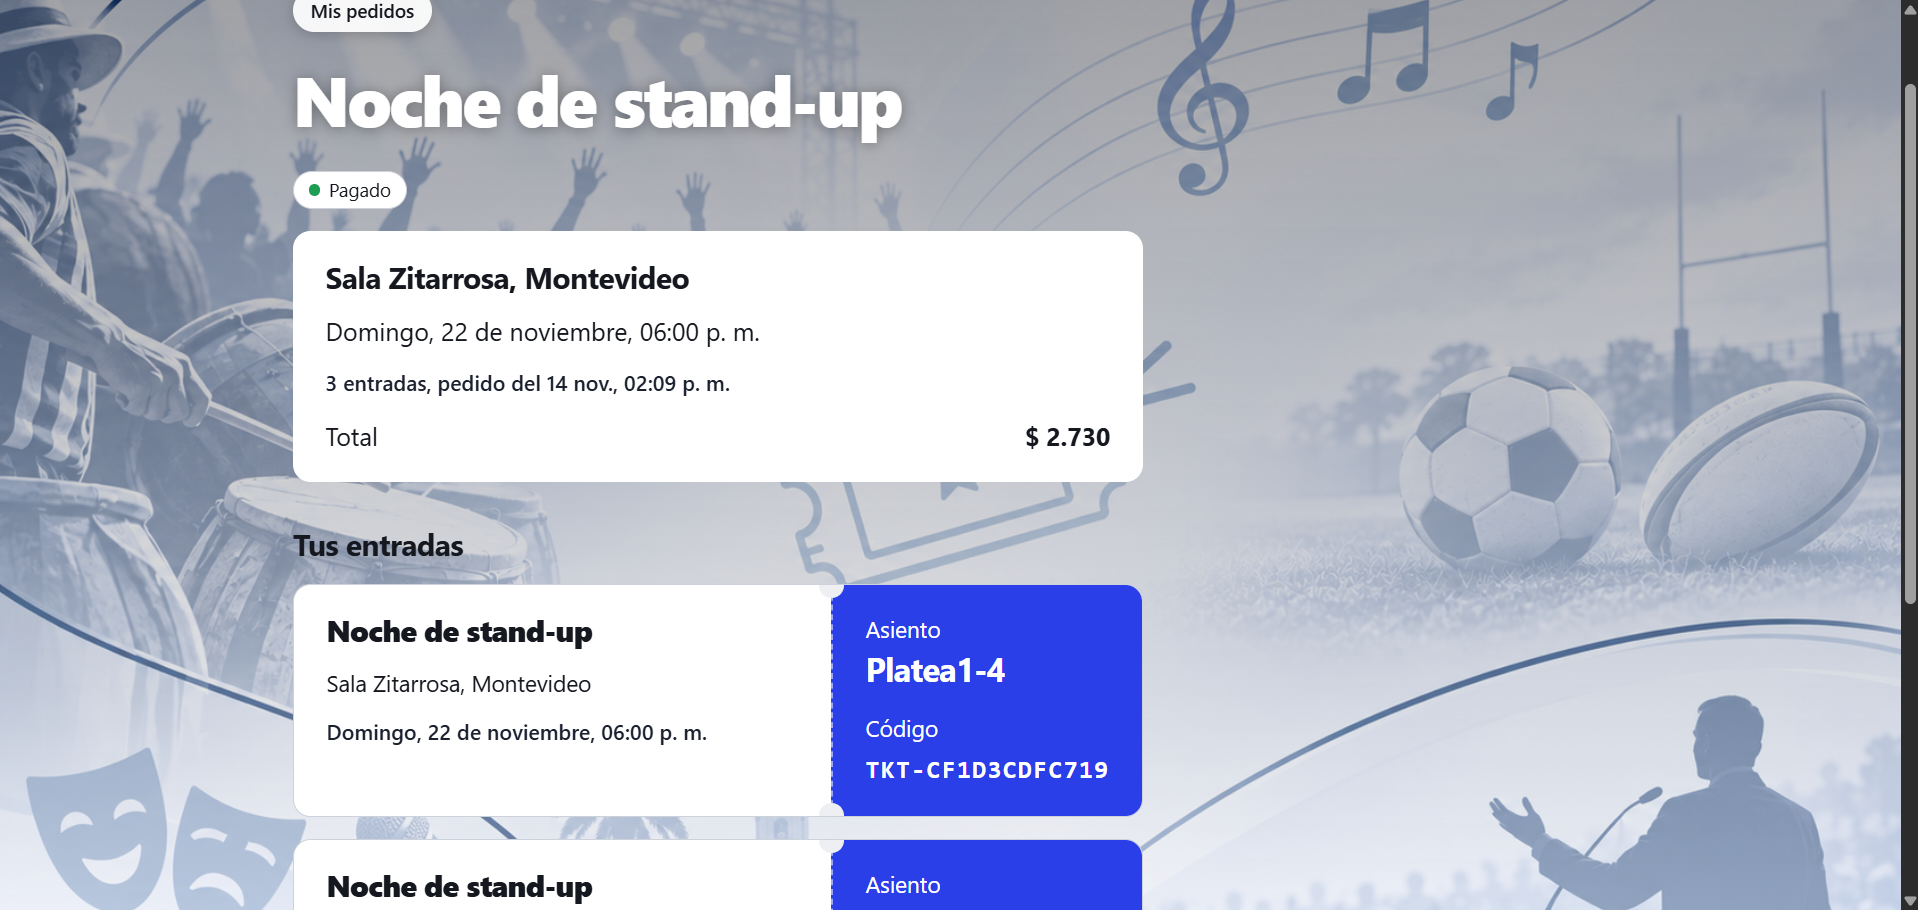 Mis pedidos
Noche de stand-up
Pagado
Sala Zitarrosa, Montevideo
Domingo, 22 de noviembre, 06:00 p. m.
3 entradas, pedido del 14 nov., 02:09 p. m.
Total
$ 2.730
Tus entradas
Noche de stand-up
Sala Zitarrosa, Montevideo
Domingo, 22 de noviembre, 06:00 p. m.
Asiento
Platea1-4
Código
TKT-CF1D3CDFC719
Noche de stand-up
Asiento